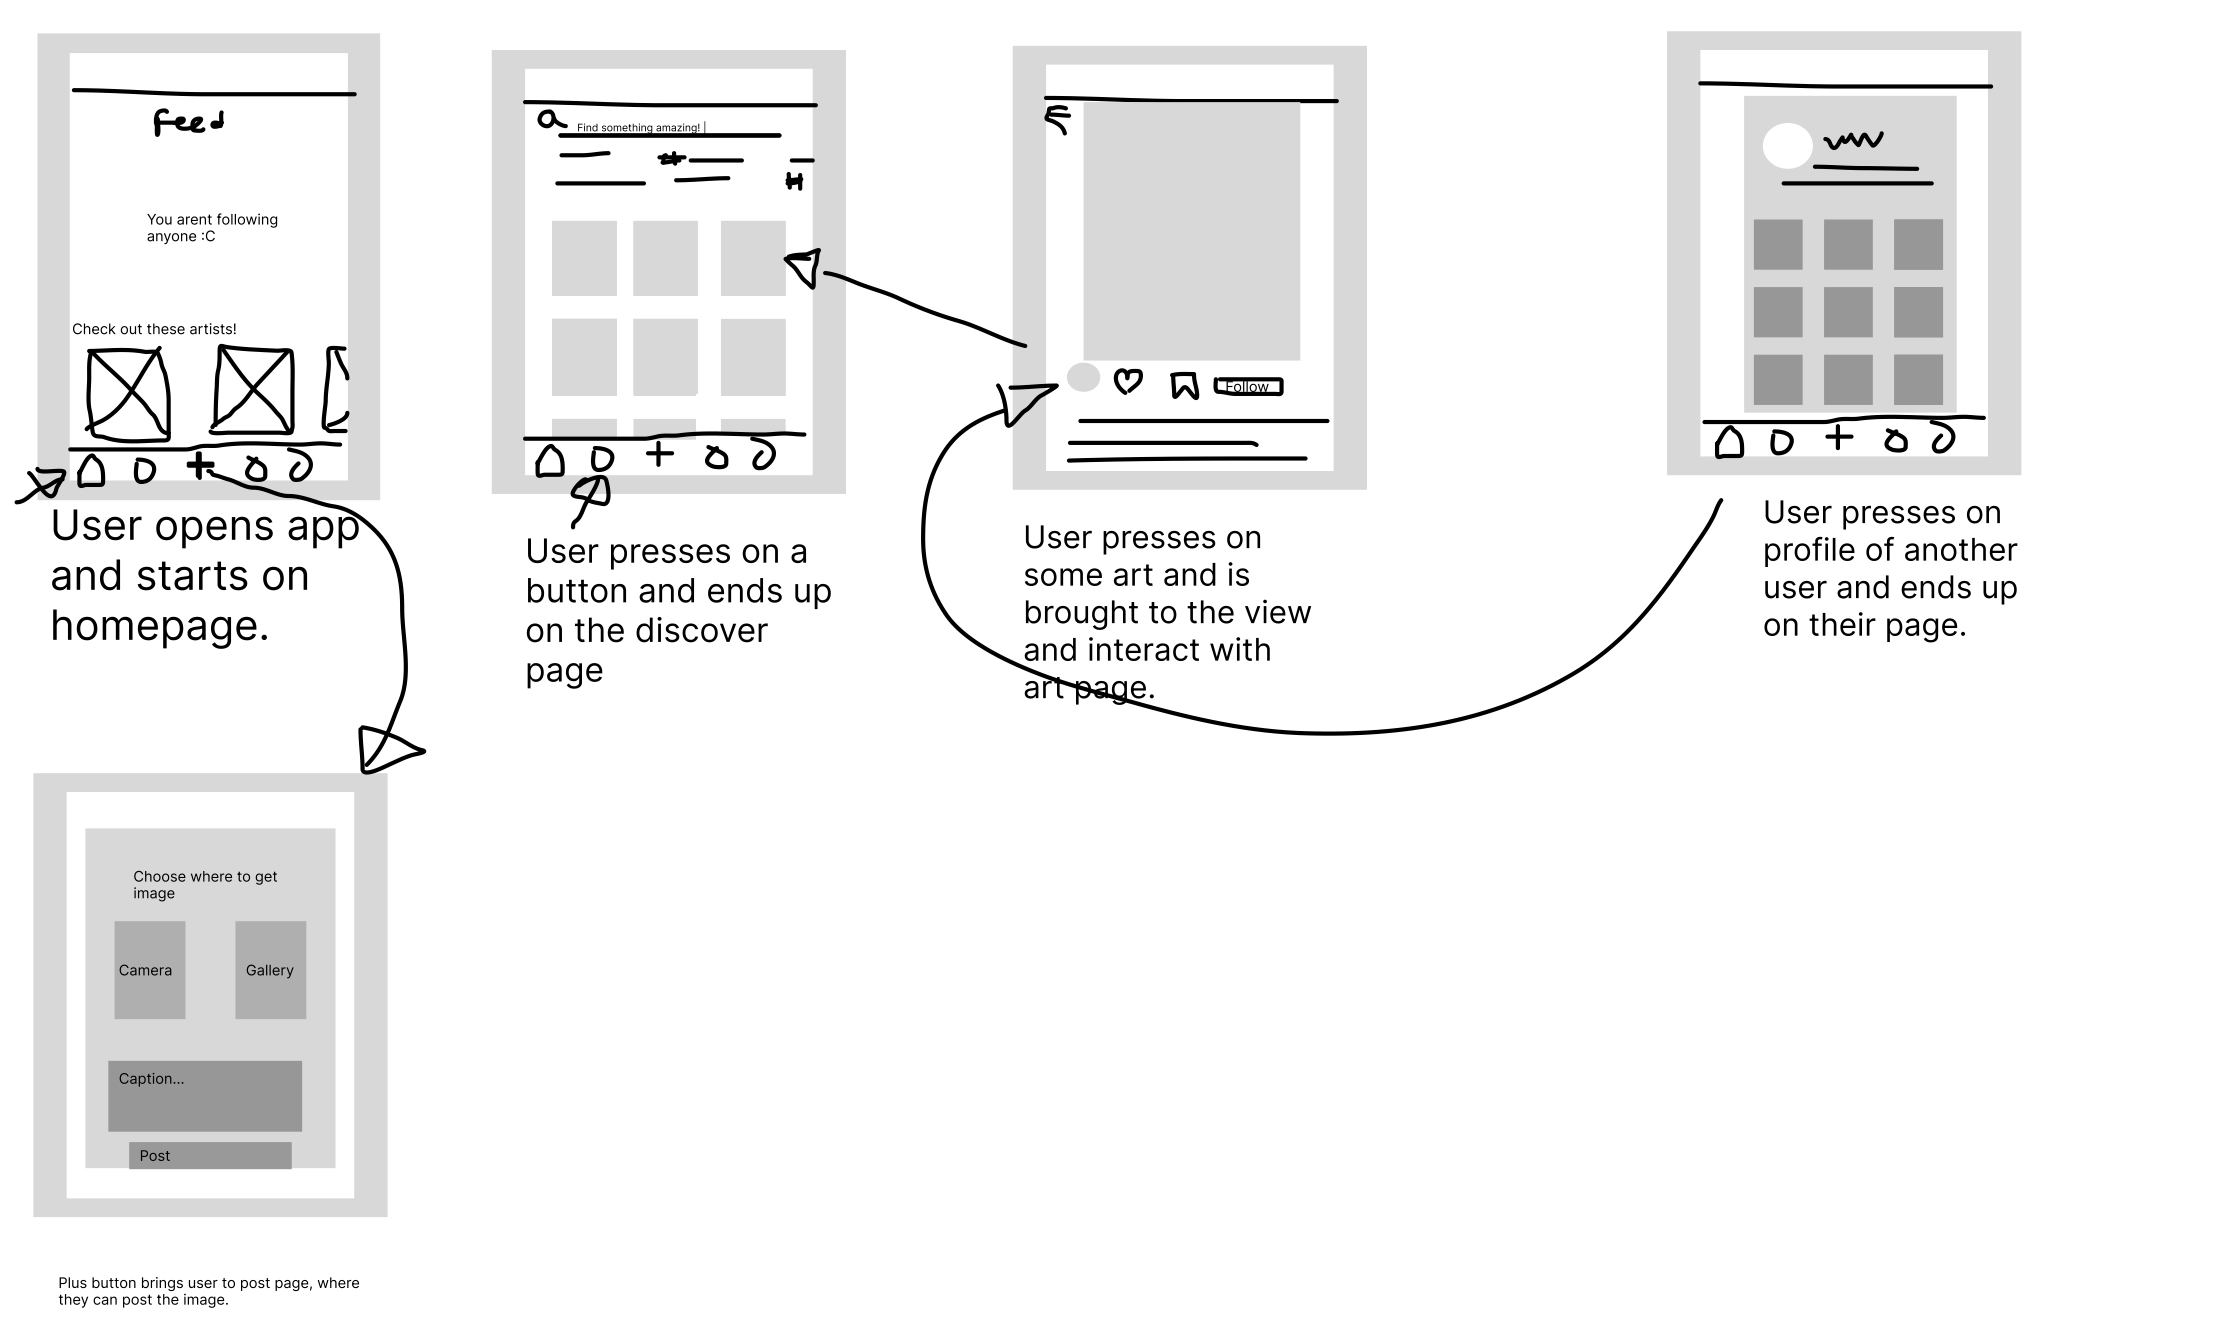 Feed
You arent following
anyone :C
Check out these artists!
User opens app
and starts on
homepage.
Find something amazing! |
User presses on a
button and ends up
on the discover
page
Follow
User presses on
some art and is
brought to the view
and interact with
art page.
User presses on
profile of another
user and ends up
on their page.
Choose where to get
image
Camera
Gallery
Caption...
Post
Plus button brings user to post page, where
they can post the image.